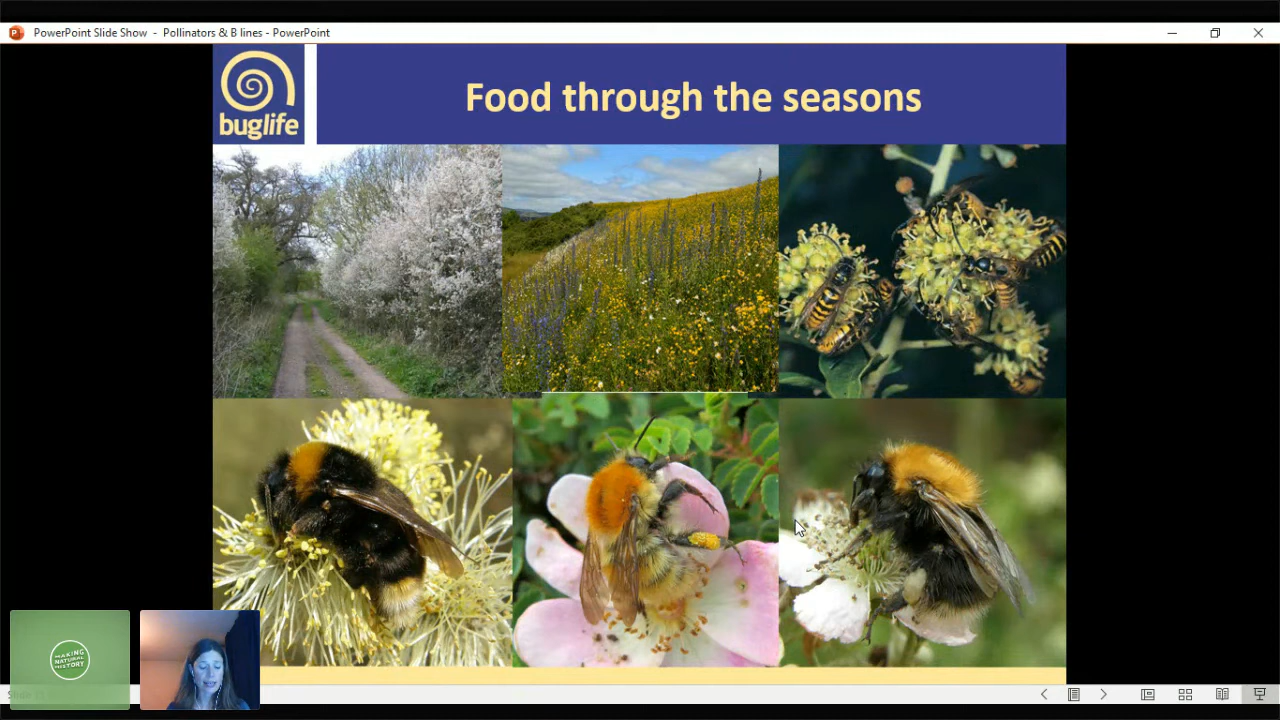 PowerPoint Slide Show - Pollinators & B lines - PowerPoint
buglife
Food through the seasons
MAKING
NATURAL
HISTORY